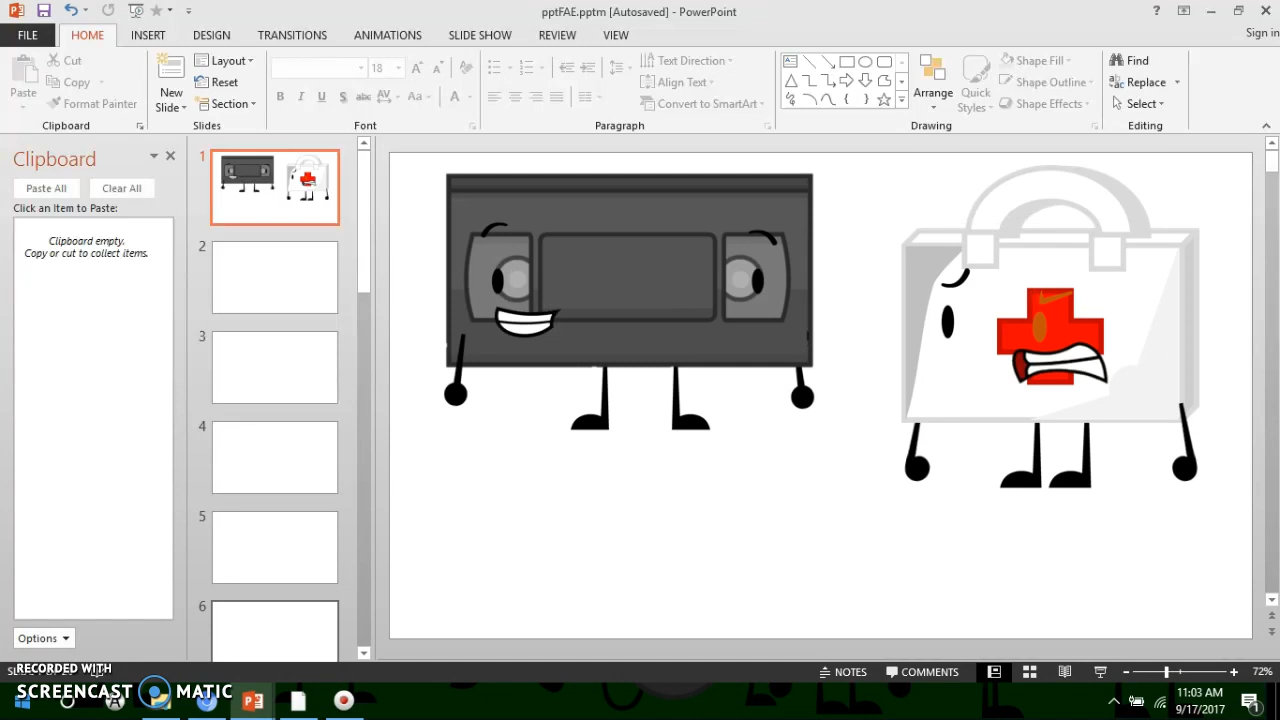 pptFAE.pptm [Autosaved] - PowerPoint
FILE HOME INSERT DESIGN TRANSITIONS ANIMATIONS SLIDE SHOW REVIEW VIEW Sign in
Paste
Cut
Copy
Format Painter
Clipboard
New
Slide
Layout
Reset
Section
Slides
18
B I U S abc AV Aa A
Font
Text Direction
Align Text
Convert to SmartArt
Paragraph
Arrange
Quick
Styles
Shape Fill
Shape Outline
Shape Effects
Drawing
Find
Replace
Select
Editing
Clipboard
Paste All Clear All
Click an Item to Paste:
Clipboard empty.
Copy or cut to collect items.
Options
1
2
3
4
5
6
RECORDED WITH
SCREENCAST MATIC
NOTES COMMENTS 72%
11:03 AM
9/17/2017